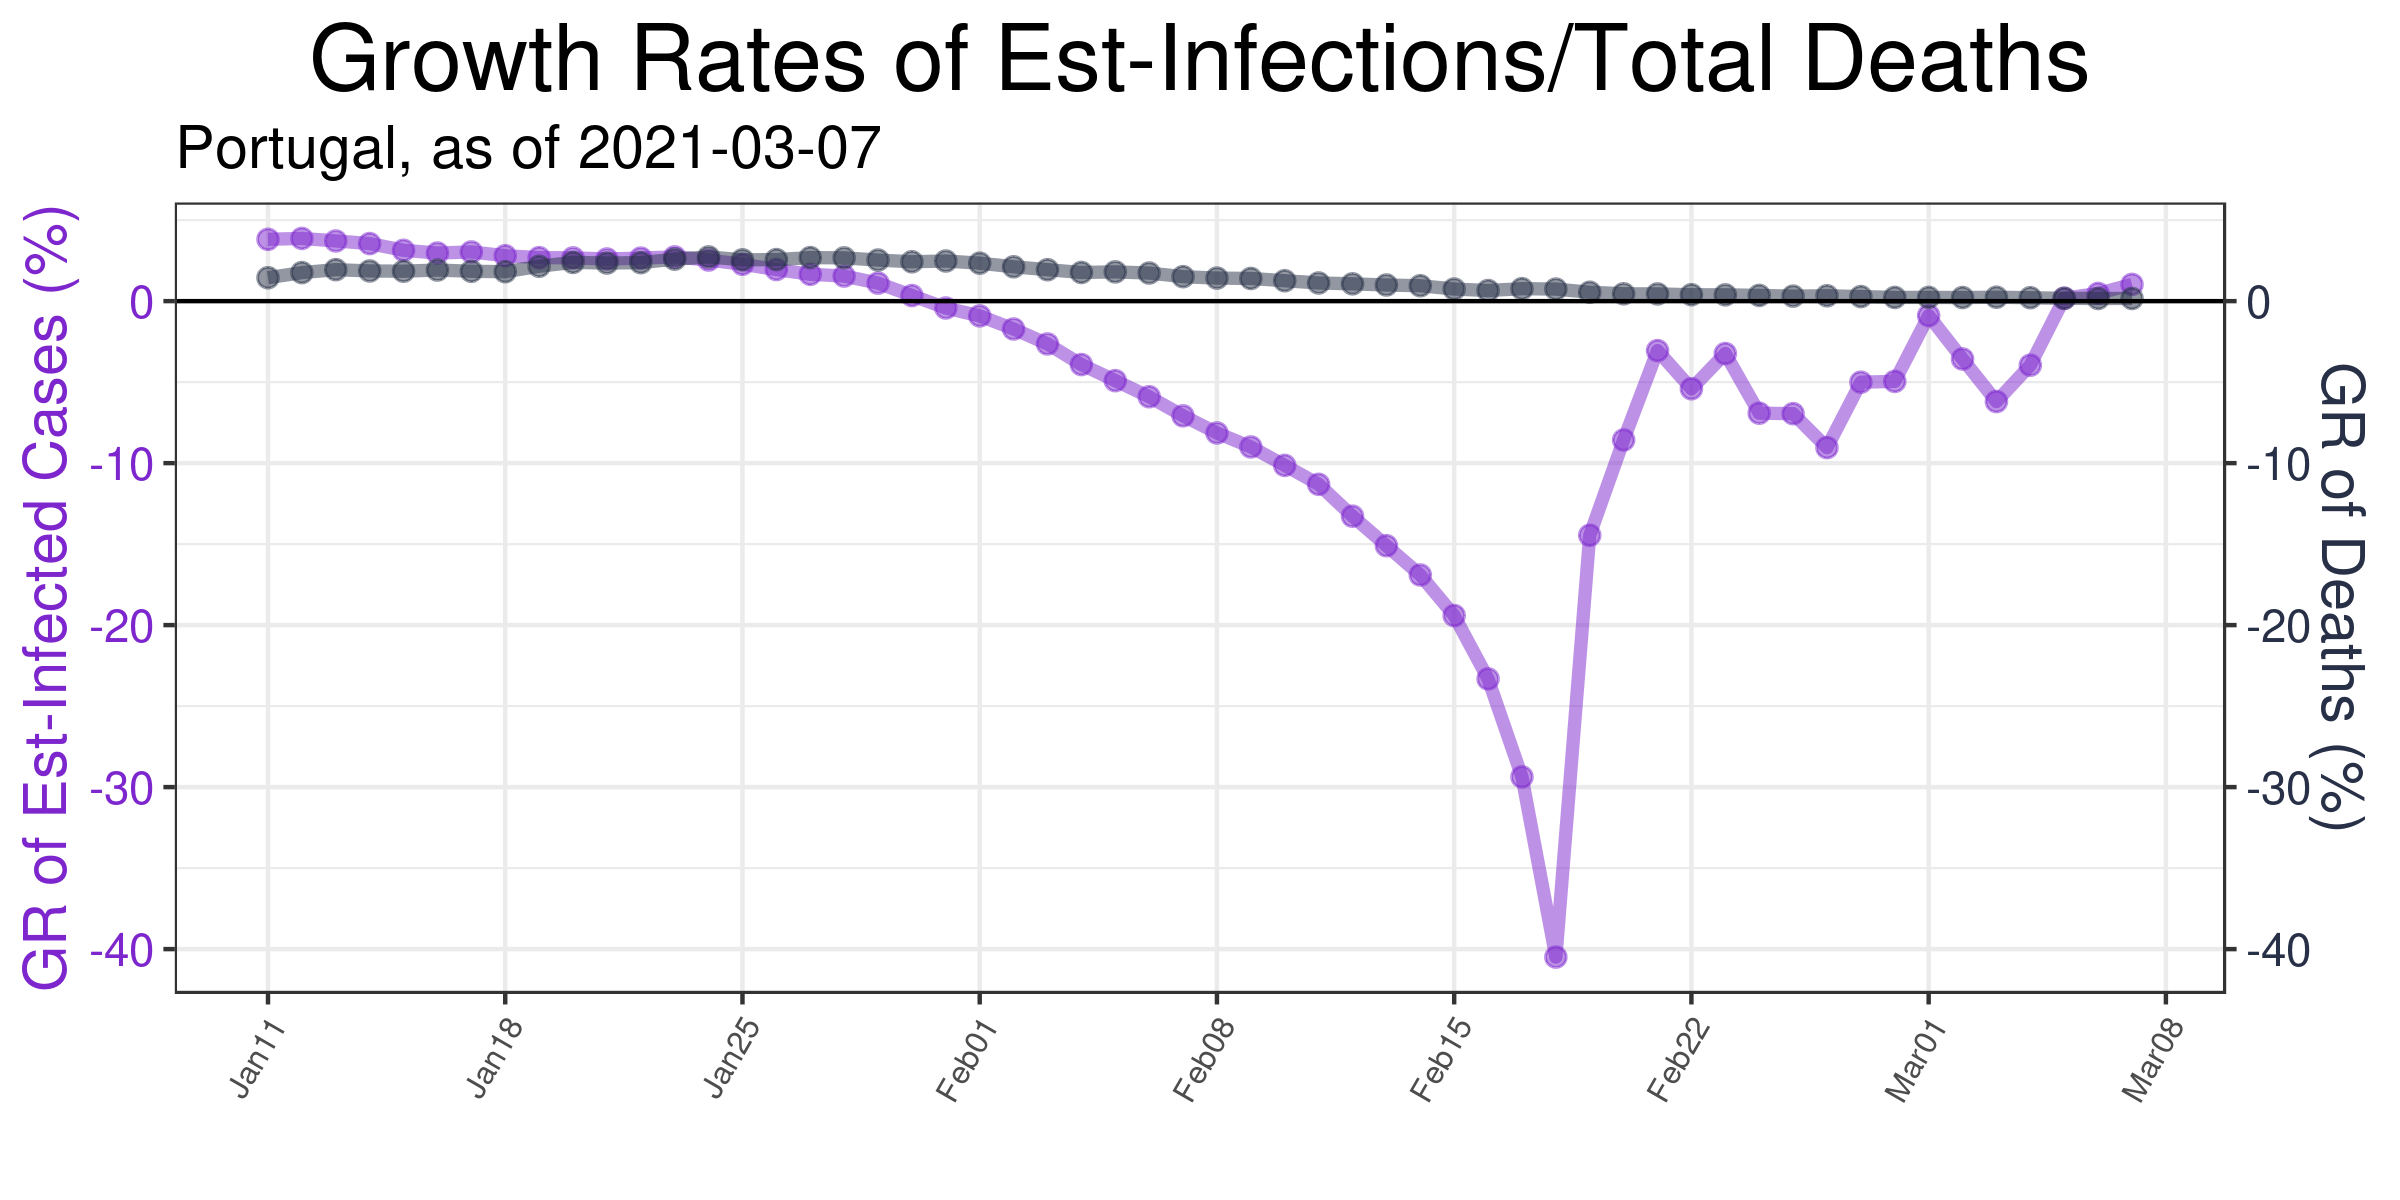 Growth Rates of Est-Infections/Total Deaths
Portugal, as of 2021-03-07
GR of Est-Infected Cases (%)
0
-10
-20
-30
-40
0
-10
-20
-30
-40
GR of Deaths (%)
Jan11
Jan18
Jan25
Feb01
Feb08
Feb15
Feb22
Mar01
Mar08